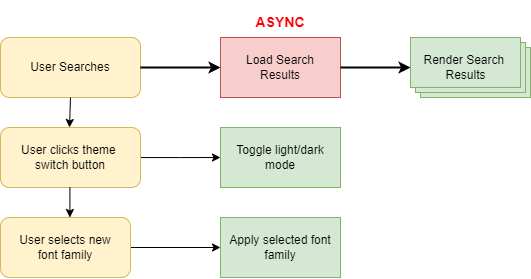 ASYNC
User Searches
Load Search
Results
Render Search
Results
User clicks theme
switch button
Toggle light/dark
mode
User selects new
font family
Apply selected font
family